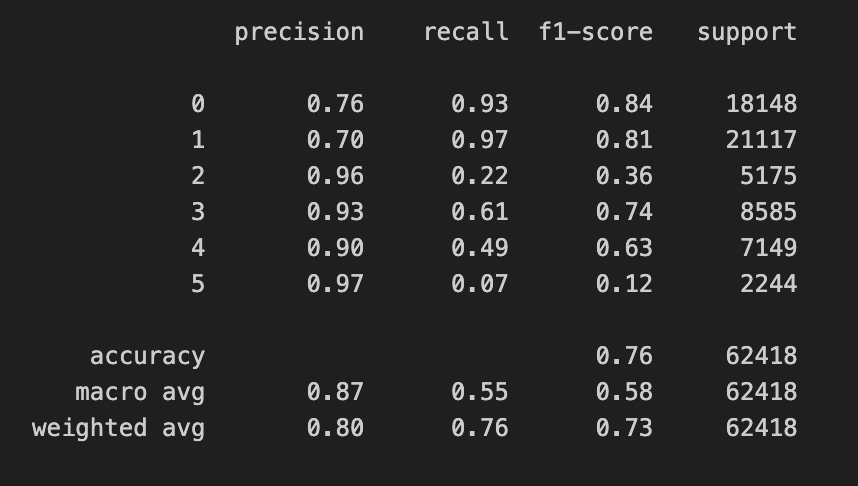 precision recall f1-score support
0 0.76 0.93 0.84 18148
1 0.70 0.97 0.81 21117
2 0.96 0.22 0.36 5175
3 0.93 0.61 0.74 8585
4 0.90 0.49 0.63 7149
5 0.97 0.07 0.12 2244
accuracy 0.76 62418
macro avg 0.87 0.55 0.58 62418
weighted avg 0.80 0.76 0.73 62418